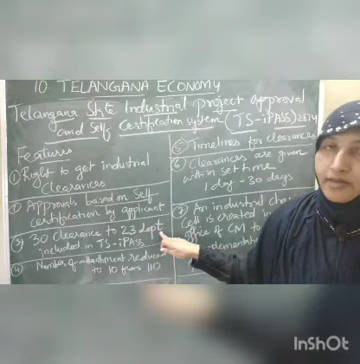 10 TELANGANA ECONOMY
Telangana State Industrial Project approval
and Self Certification system (TS-iPASS) 2014
Features
① Right to get industrial
clearances
② Approvals based on Self
certification by applicant
③ 30 clearance to 23 dept
included in TS-iPASS
④ Number of attachment reduced
to 10 from 110
⑤ Timelines for clearances
⑥ Clearances are given
within set time
1 day - 30 days
⑦ An industrial
Cell is created in
office of CM to
InShOt